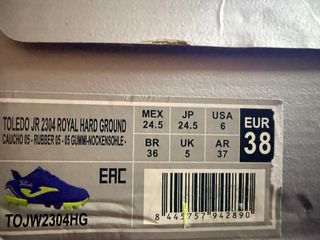 TOLEDO JR 2304 ROYAL HARD GROUND
CAUCHO 05 - RUBBER 05 - 05 GUMMI-NOCKENSOHLE -
MEX 24.5
JP 24.5
USA 6
EUR 38
BR 36
UK 5
AR 37
EAC
TOJW2304HG
8 445757 942890